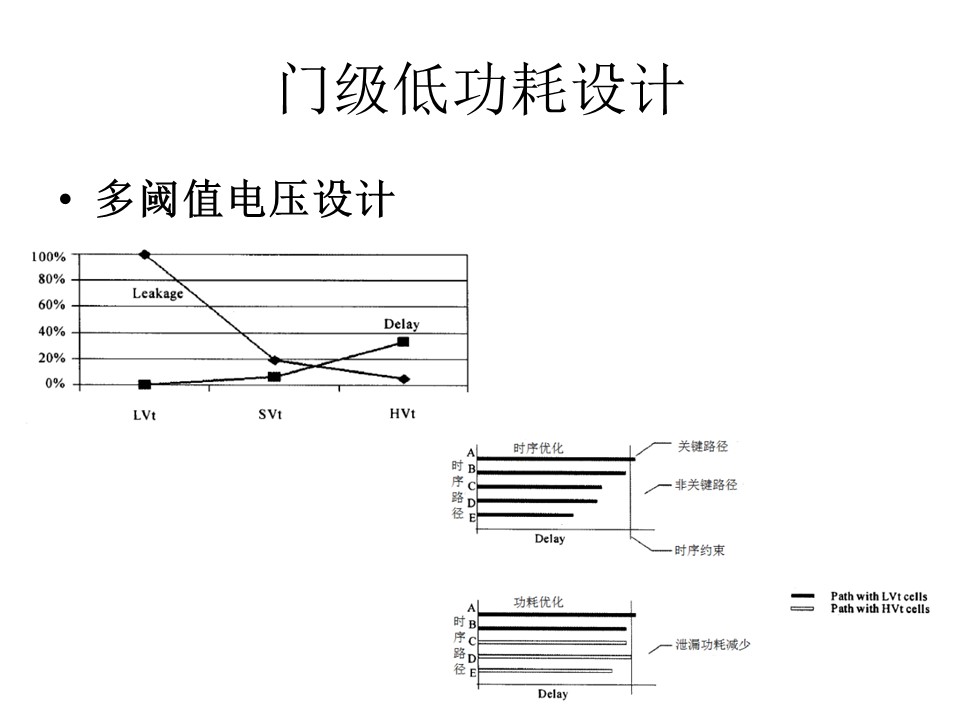 门级低功耗设计
• 多阈值电压设计
100%
80%
60%
40%
20%
0%
Leakage
Delay
LVt
SVt
HVt
时序优化
时序路径
A
B
C
D
E
Delay
关键路径
非关键路径
时序约束
功耗优化
时序路径
A
B
C
D
E
Delay
泄漏功耗减少
Path with LVt cells
Path with HVt cells